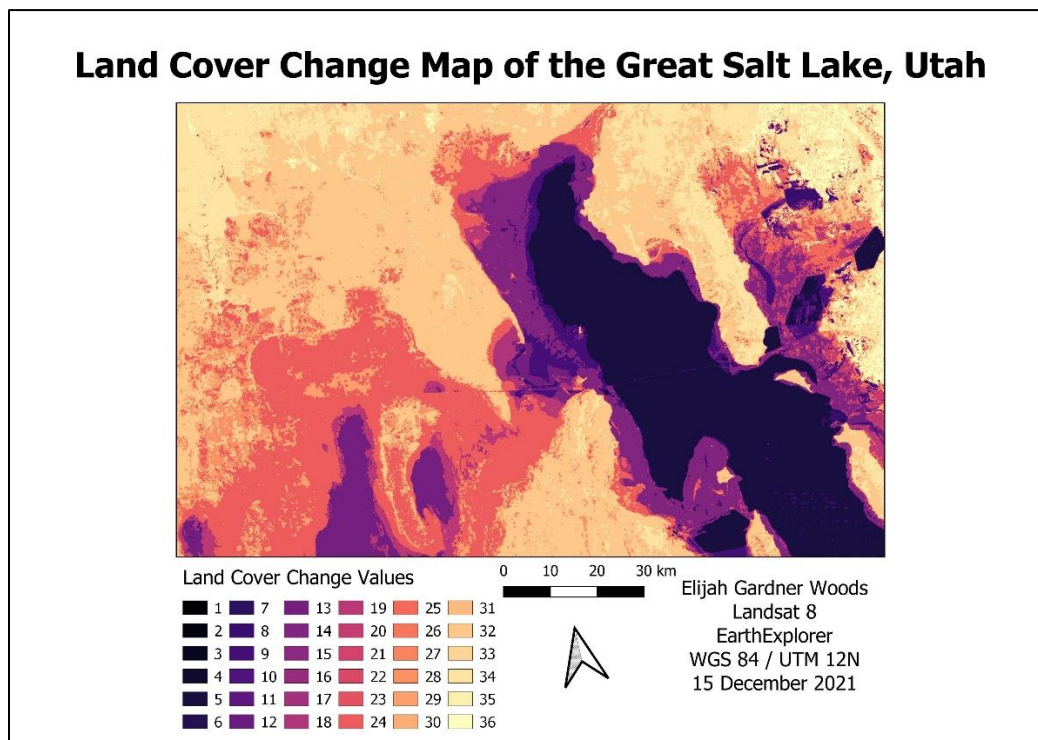 Land Cover Change Map of the Great Salt Lake, Utah
Land Cover Change Values
1 7 13 19 25 31
2 8 14 20 26 32
3 9 15 21 27 33
4 10 16 22 28 34
5 11 17 23 29 35
6 12 18 24 30 36
0 10 20 30 km
Elijah Gardner Woods
Landsat 8
EarthExplorer
WGS 84 / UTM 12N
15 December 2021